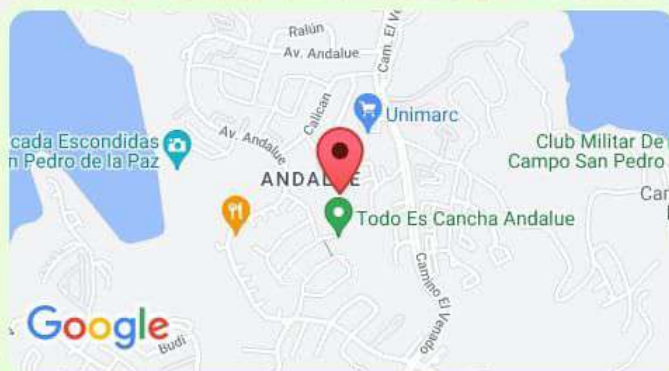 Ralún
Av. Andalue
Cam. El Ve
Calican
Unimarc
Av. Andalue
cada Escondidas
n Pedro de la Paz
Club Militar De
Campo San Pedro
ANDALUE
Todo Es Cancha Andalue
Camino El Venado
Google
Budi